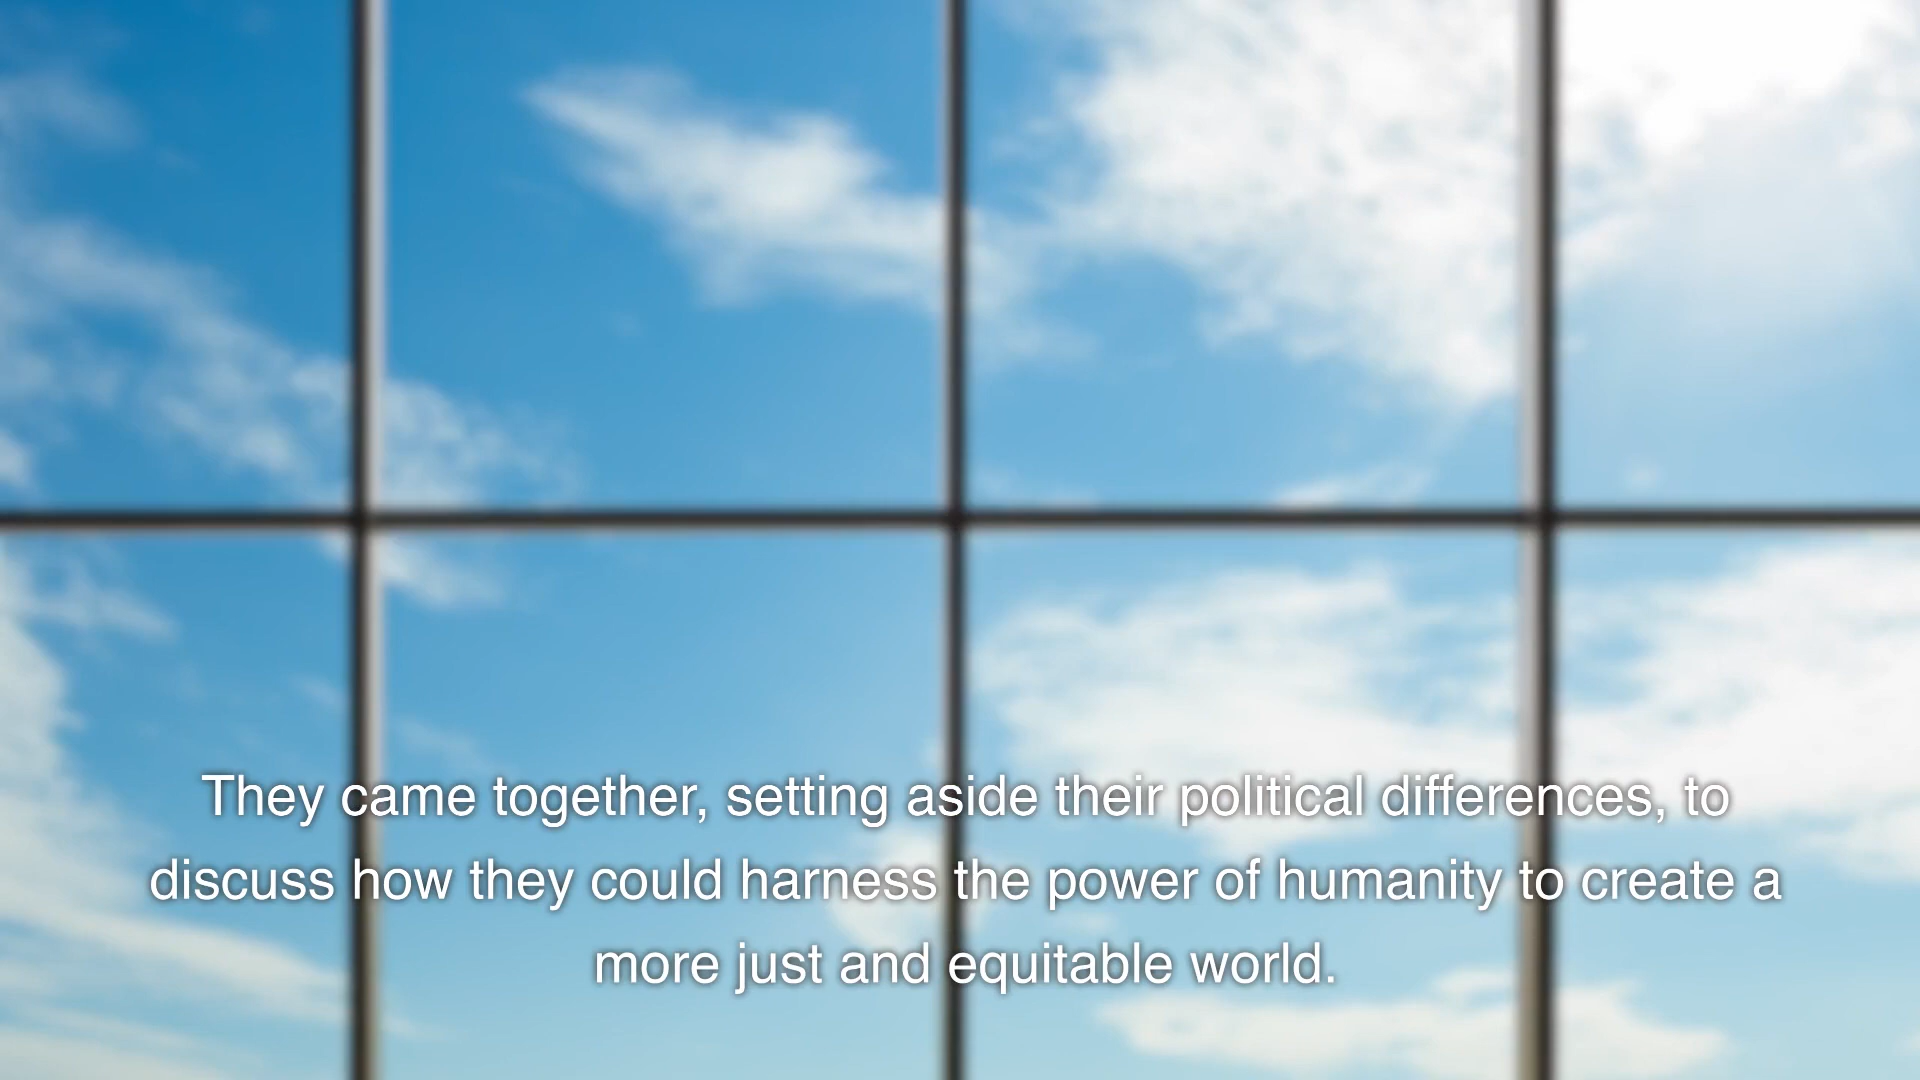 They came together, setting aside their political differences, to
discuss how they could harness the power of humanity to create a
more just and equitable world.